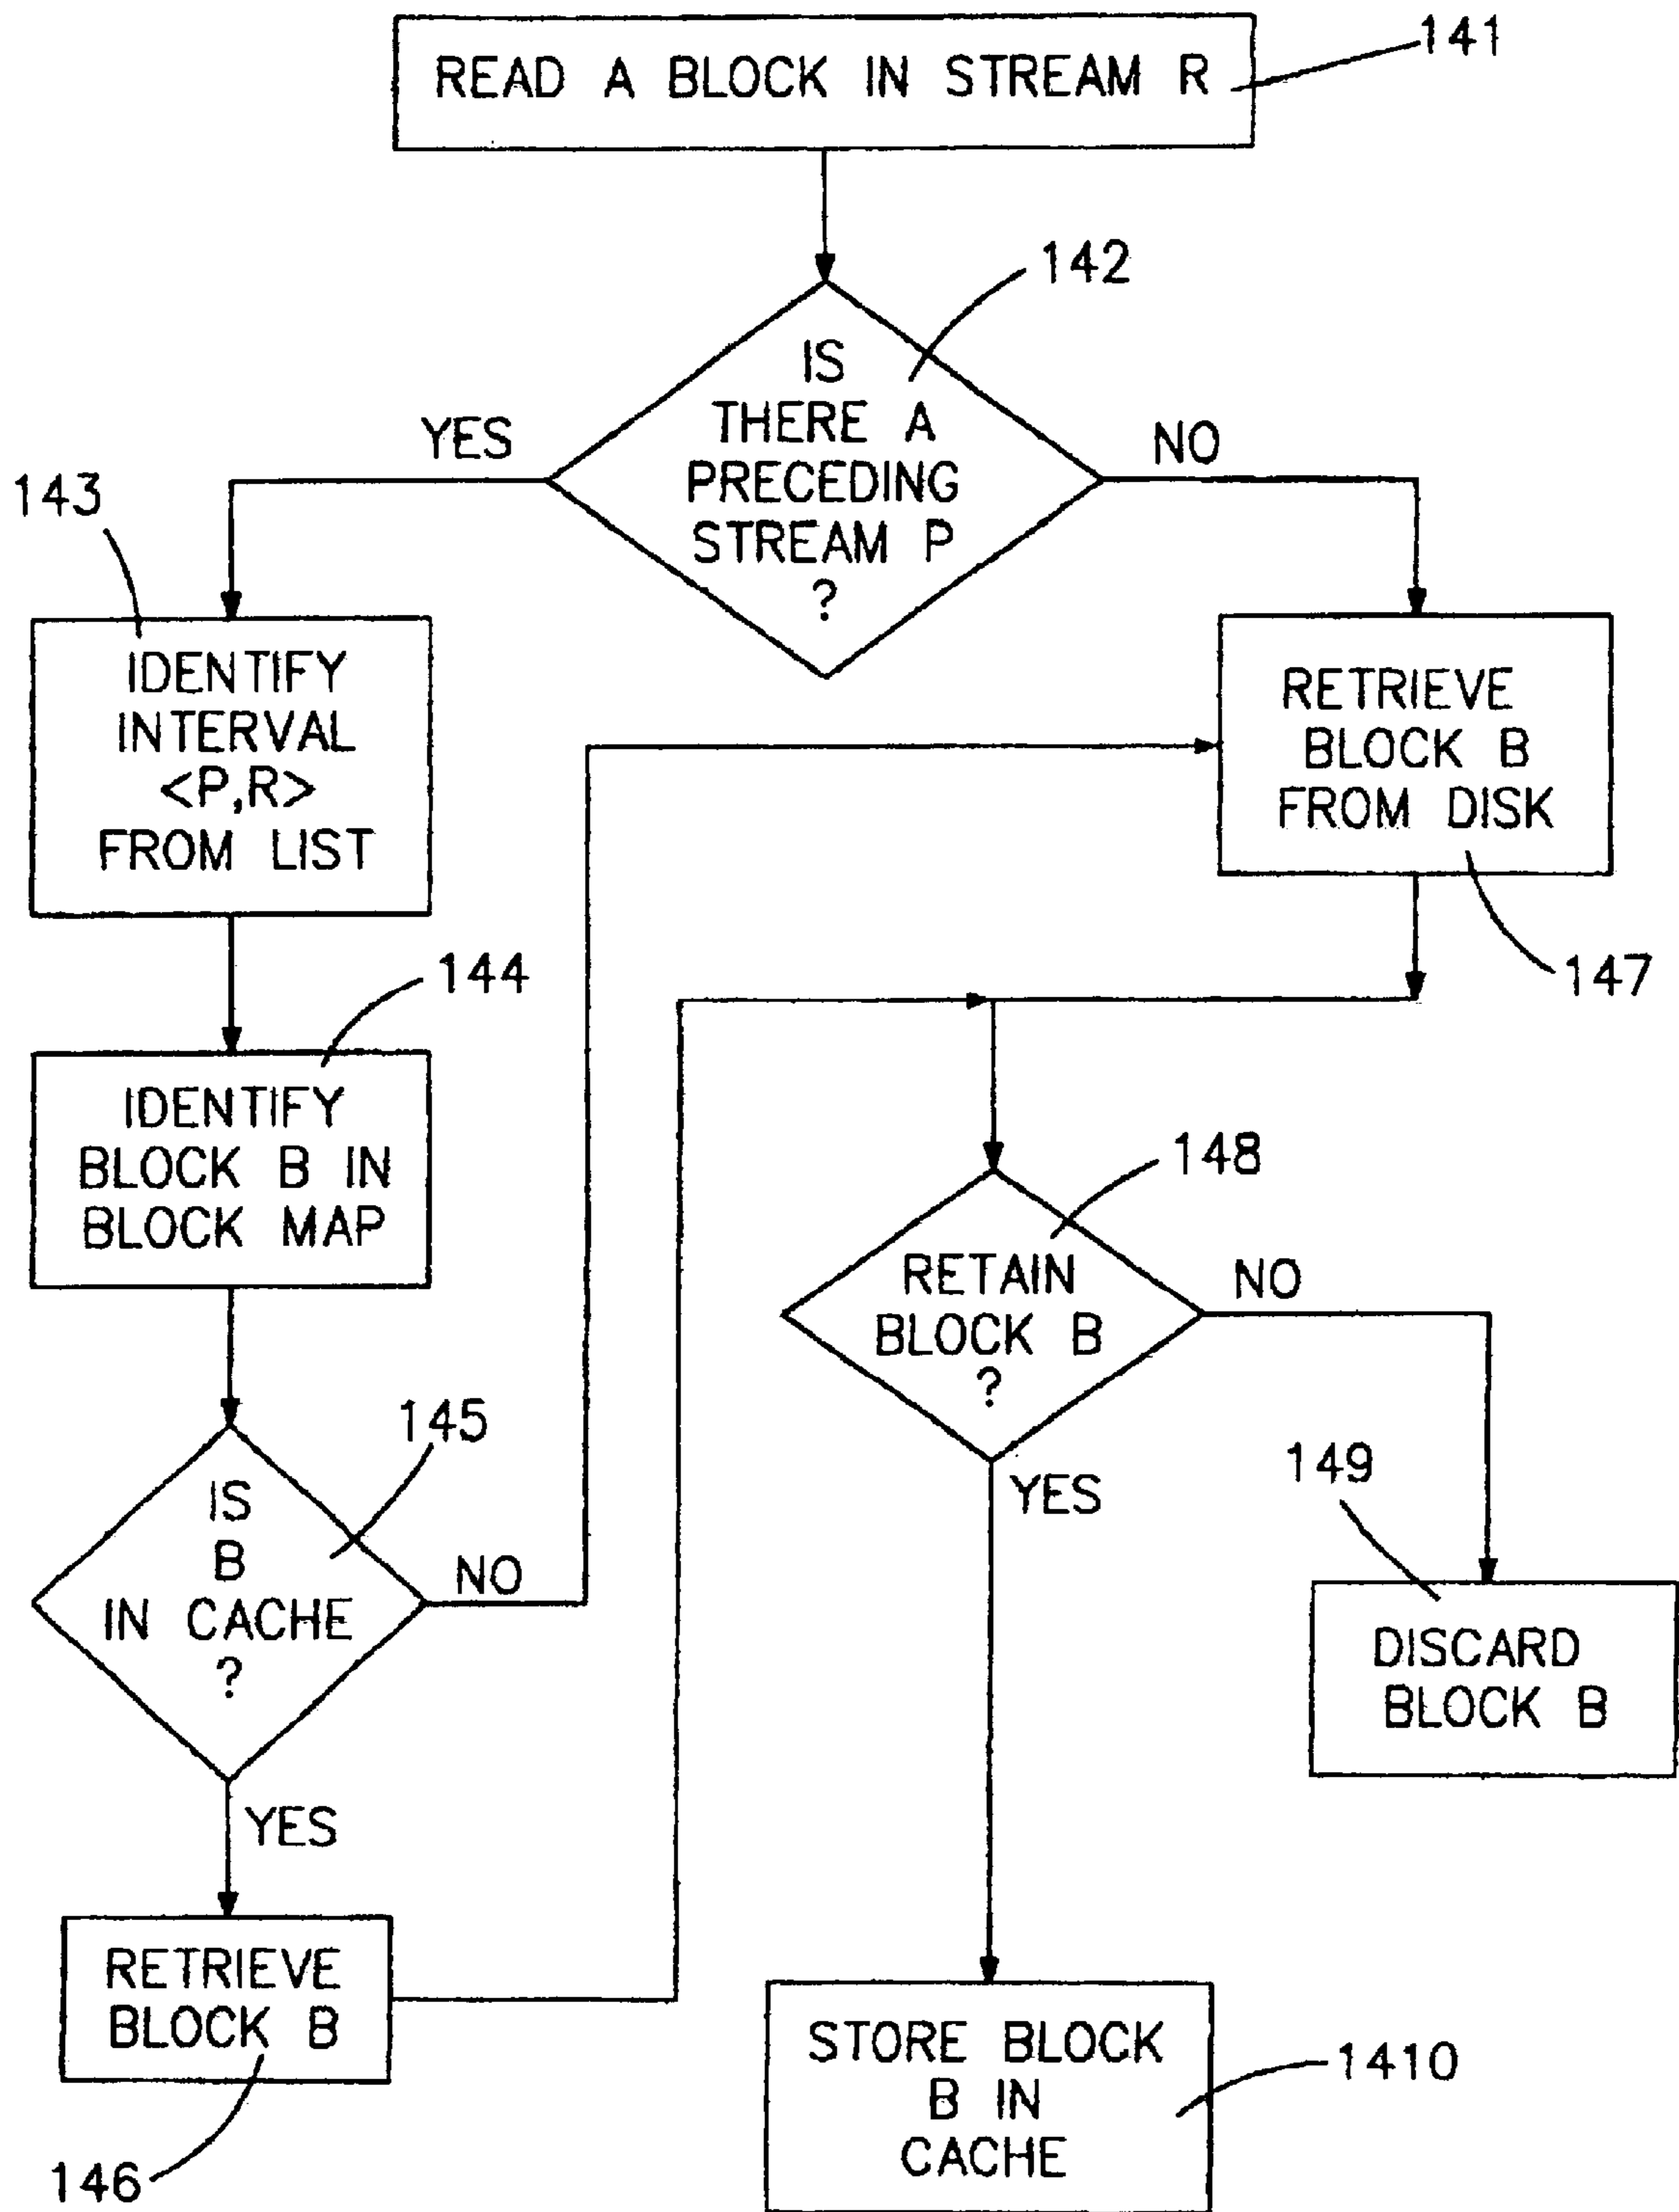 READ A BLOCK IN STREAM R
141
142
IS
THERE A
PRECEDING
STREAM P
?
YES
NO
143
IDENTIFY
INTERVAL
<P,R>
FROM LIST
RETRIEVE
BLOCK B
FROM DISK
147
144
IDENTIFY
BLOCK B IN
BLOCK MAP
148
RETAIN
BLOCK B
?
NO
YES
145
IS
B
IN CACHE
?
NO
YES
149
DISCARD
BLOCK B
RETRIEVE
BLOCK B
146
STORE BLOCK
B IN
CACHE
1410